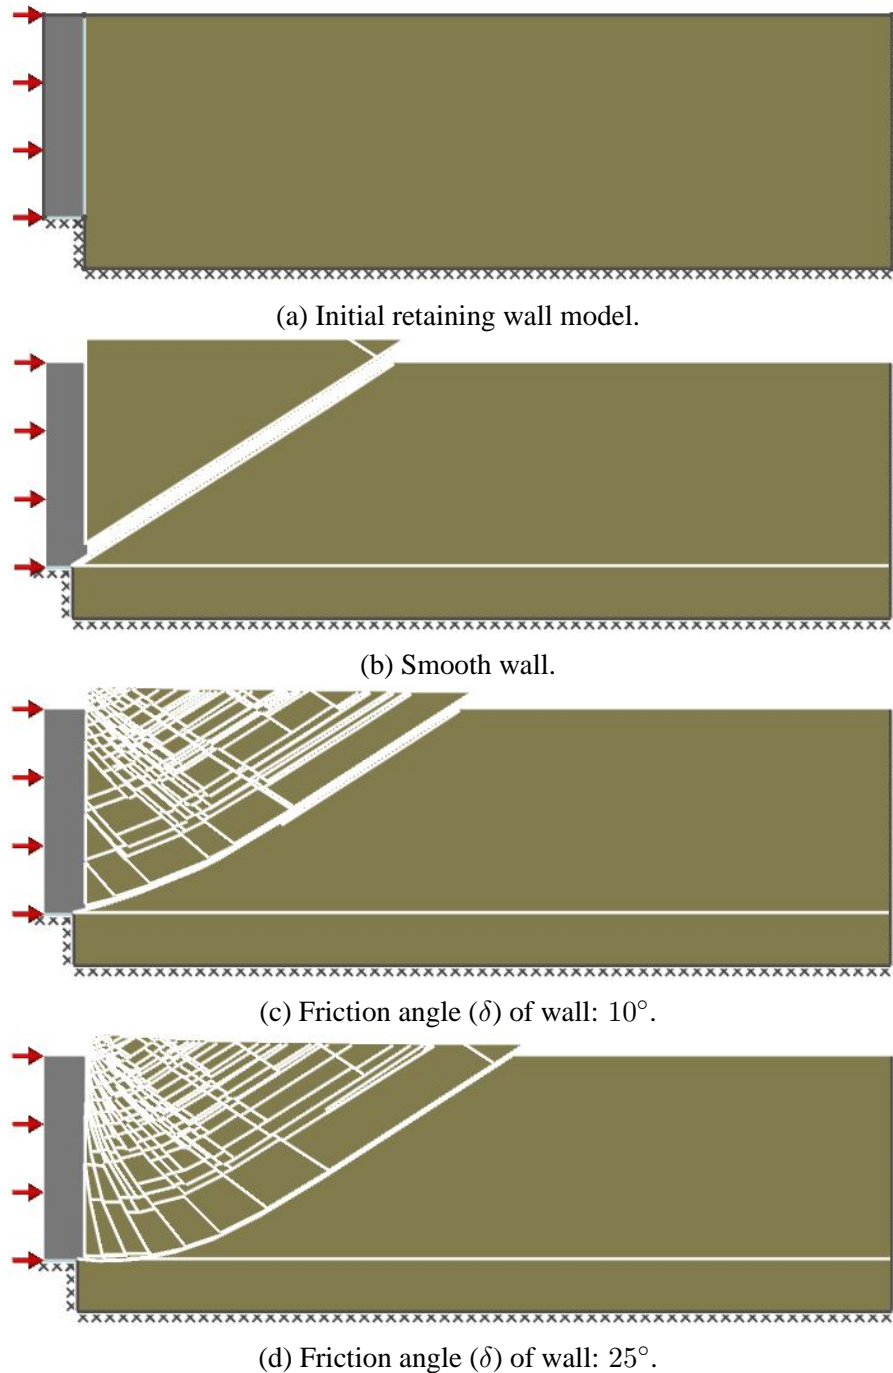 (a) Initial retaining wall model.
(b) Smooth wall.
(c) Friction angle (δ) of wall: 10°.
(d) Friction angle (δ) of wall: 25°.